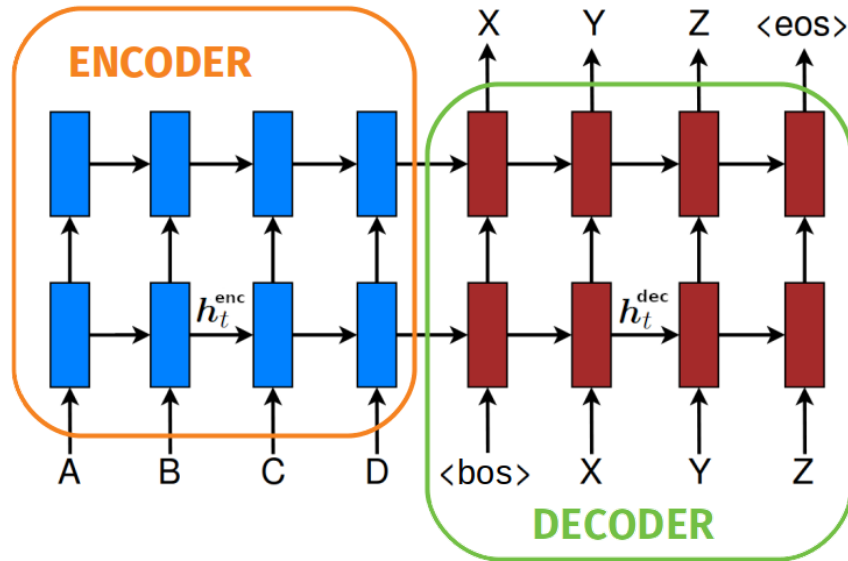 X Y Z <eos>
ENCODER
h_t^enc h_t^dec
A B C D <bos> X Y Z
DECODER